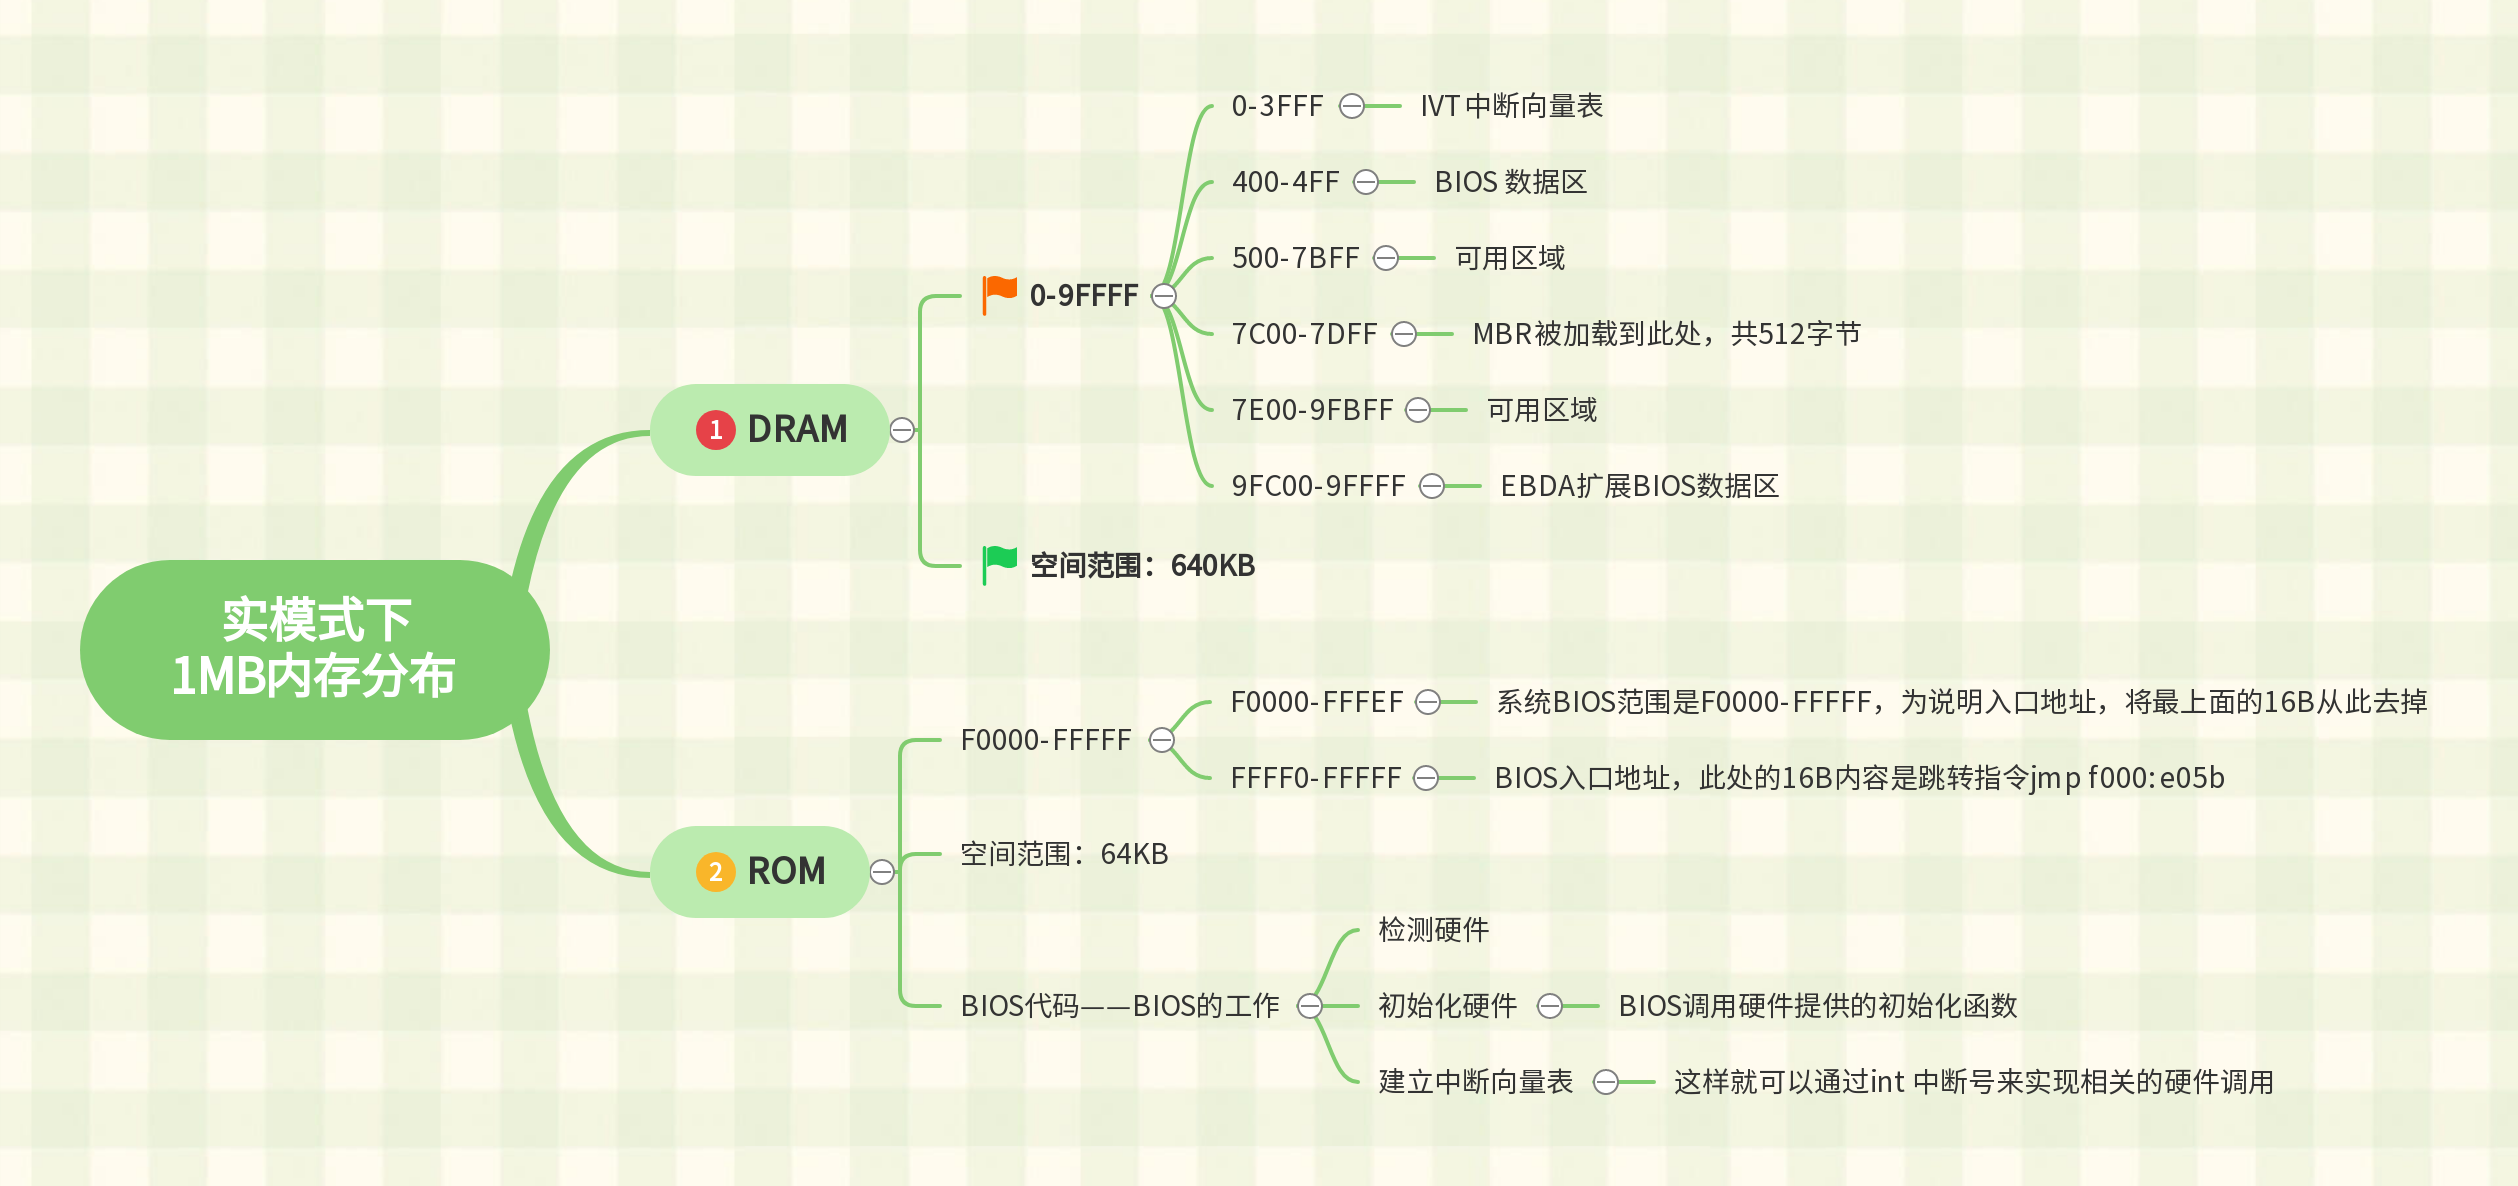 实模式下
1MB内存分布
1 DRAM
0-9FFFF
0-3FFF
IVT中断向量表
400-4FF
BIOS 数据区
500-7BFF
可用区域
7C00-7DFF
MBR被加载到此处，共512字节
7E00-9FBFF
可用区域
9FC00-9FFFF
EBDA扩展BIOS数据区
空间范围：640KB
2 ROM
F0000-FFFFF
F0000-FFFEF
系统BIOS范围是F0000-FFFFF，为说明入口地址，将最上面的16B从此去掉
FFFF0-FFFFF
BIOS入口地址，此处的16B内容是跳转指令jmp f000:e05b
空间范围：64KB
BIOS代码——BIOS的工作
检测硬件
初始化硬件
BIOS调用硬件提供的初始化函数
建立中断向量表
这样就可以通过int 中断号来实现相关的硬件调用